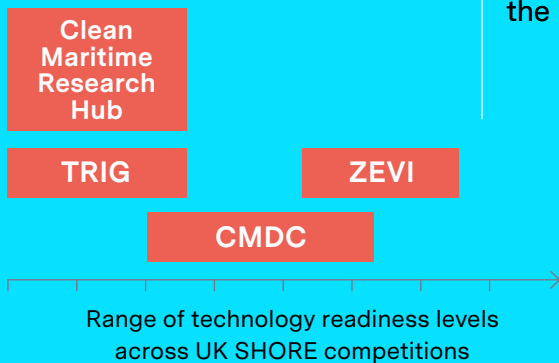 the
Clean
Maritime
Research
Hub
TRIG
ZEVI
CMDC
Range of technology readiness levels
across UK SHORE competitions